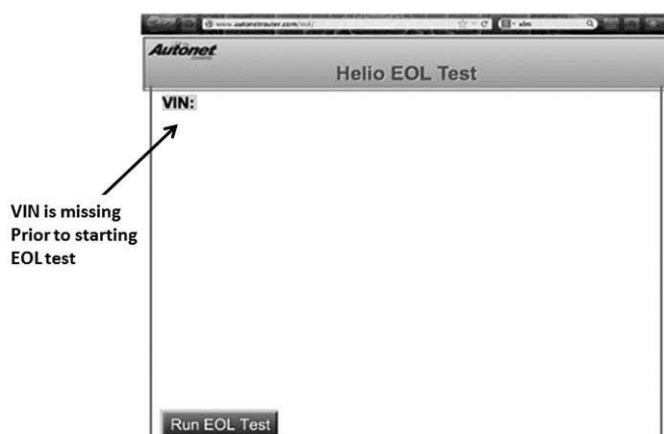 www.autonetrouter.com/eol/
Autonet
Helio EOL Test
VIN:
VIN is missing
Prior to starting
EOL test
Run EOL Test